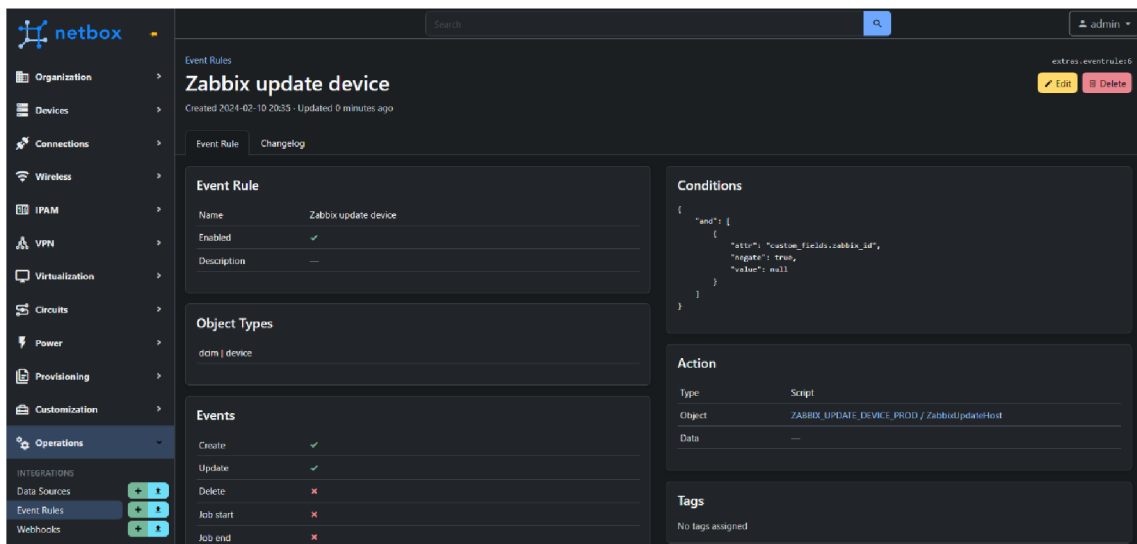 netbox
Search
admin
Organization
Devices
Connections
Wireless
IPAM
VPN
Virtualization
Circuits
Power
Provisioning
Customization
Operations
INTEGRATIONS
Data Sources
Event Rules
Webhooks
Event Rules
extras.eventrule:6
Zabbix update device
Edit
Delete
Created 2024-02-10 20:35 · Updated 0 minutes ago
Event Rule
Changelog
Event Rule
Name Zabbix update device
Enabled ✓
Description —
Object Types
dcim | device
Events
Create ✓
Update ✓
Delete ✗
Job start ✗
Job end ✗
Conditions
{
"and": [
{
"attr": "custom_fields.zabbix_id",
"negate": true,
"value": null
}
]
}
Action
Type Script
Object ZABBIX_UPDATE_DEVICE_PROD / ZabbixUpdateHost
Data —
Tags
No tags assigned